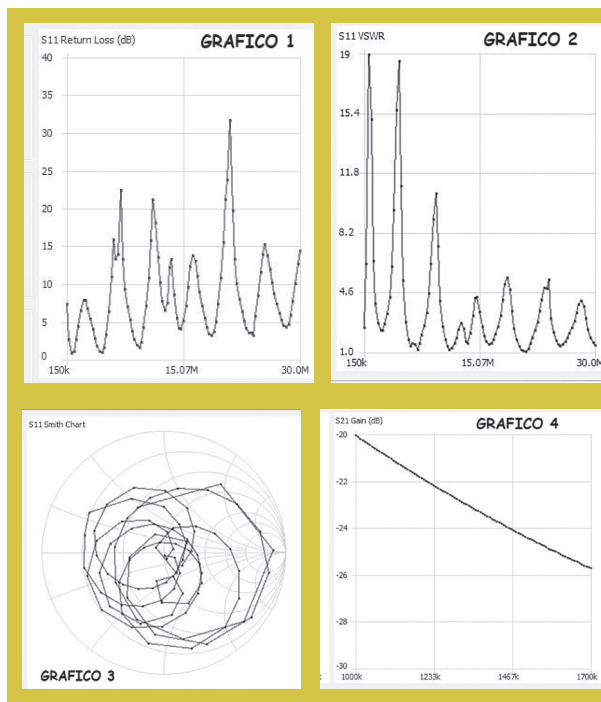 S11 Return Loss (dB)
GRAFICO 1
40
35
30
25
20
15
10
5
0
150k
15.07M
30.0M
S11 VSWR
GRAFICO 2
19
15.4
11.8
8.2
4.6
1.0
150k
15.07M
30.0M
S11 Smith Chart
GRAFICO 3
S21 Gain (dB)
GRAFICO 4
-20
-22
-24
-26
-28
-30
k
1000k
1233k
1467k
1700k